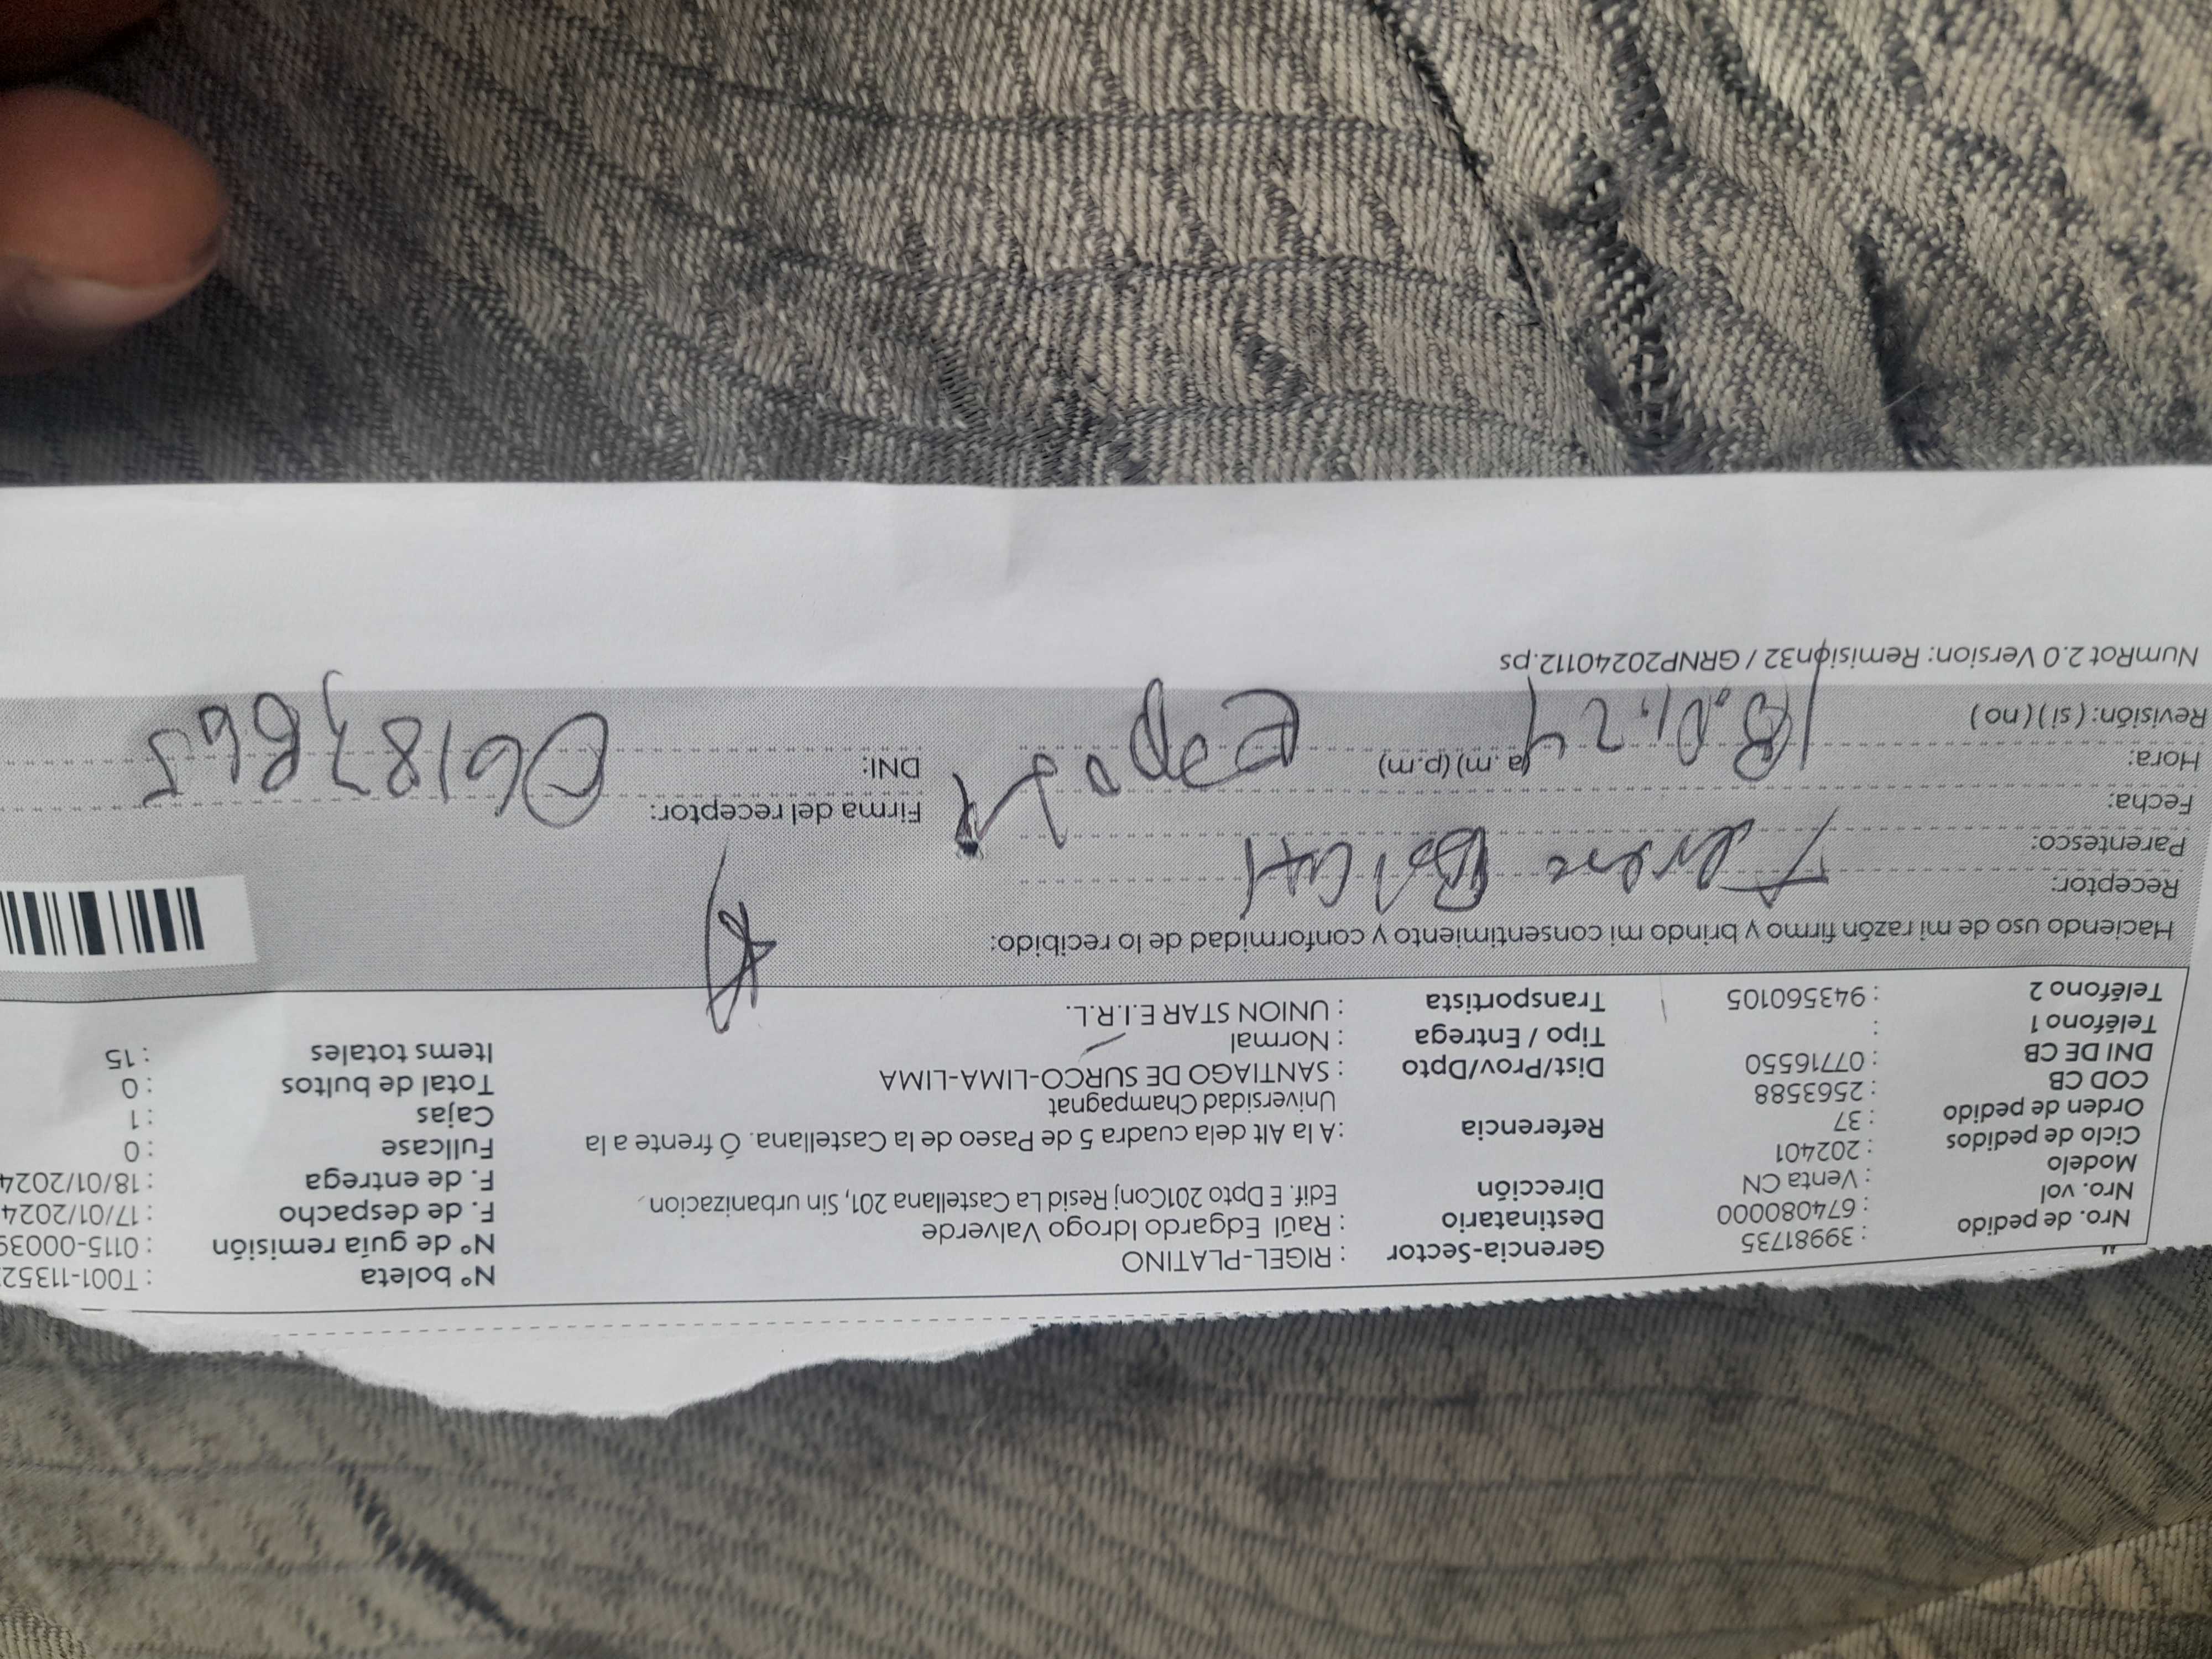 Nro. de pedido : 39981735 Gerencia-Sector : RIGEL-PLATINO N° boleta : T001-11352
Nro. vol : 674080000 Destinatario : Raúl Edgardo Idrogo Valverde N° de guía remisión : 0115-00039
Modelo : Venta CN Dirección Edif. E Dpto 201Conj Resid La Castellana 201, Sin urbanizacion, F. de despacho : 17/01/2024
Ciclo de pedidos : 202401 F. de entrega : 18/01/2024
Orden de pedido : 37 Referencia : A la Alt dela cuadra 5 de Paseo de la Castellana. Ó frente a la Fullcase : 0
COD CB : 2563588 Universidad Champagnat Cajas : 1
DNI DE CB : 07716550 Dist/Prov/Dpto : SANTIAGO DE SURCO-LIMA-LIMA Total de bultos : 0
Teléfono 1 : Tipo / Entrega : Normal Items totales : 15
Teléfono 2 : 943560105 Transportista : UNION STAR E.I.R.L.
Haciendo uso de mi razón firmo y brindo mi consentimiento y conformidad de lo recibido:
Receptor:
Parentesco:
Fecha: Firma del receptor:
Hora: (a.m) (p.m) DNI:
Revisión: ( si ) ( no )
NumRot 2.0 Version: Remision32 / GRNP20240112.ps